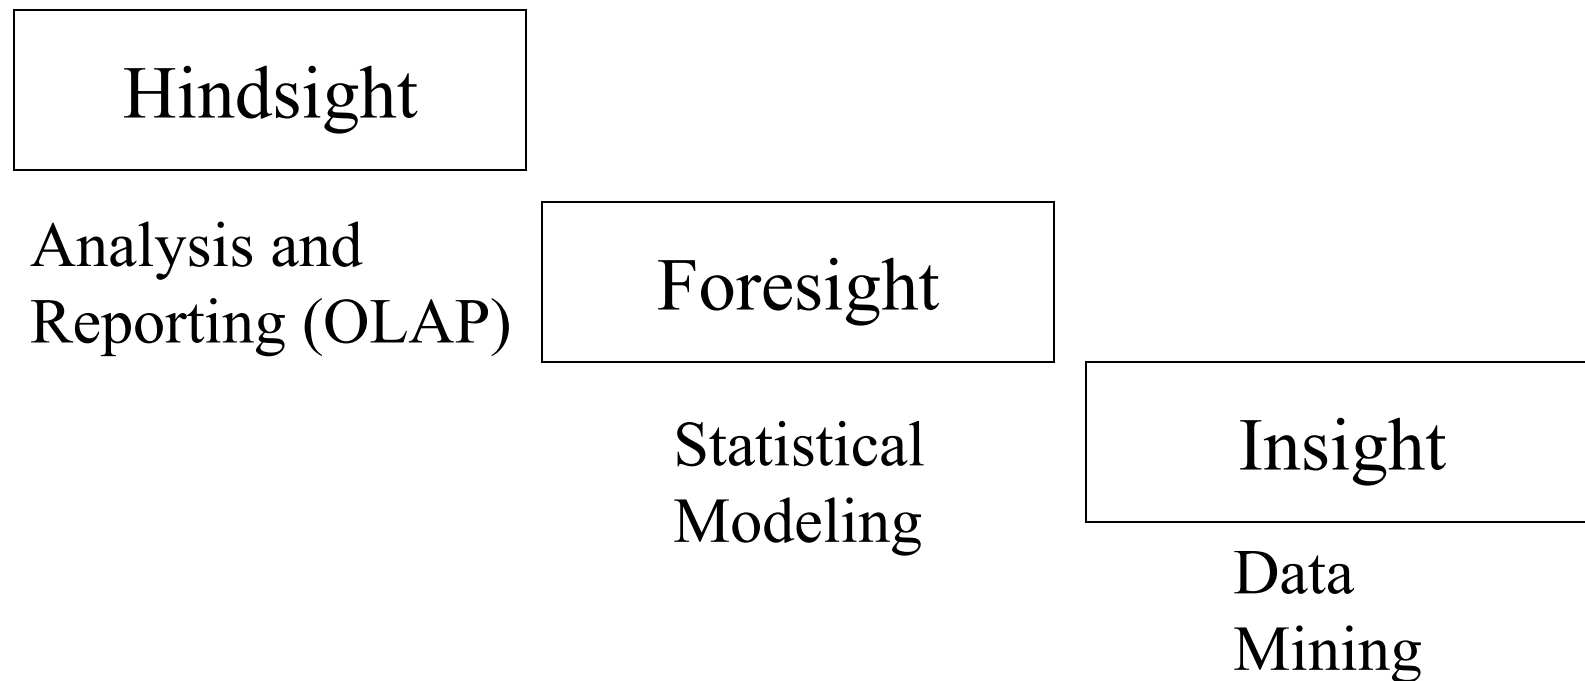 Hindsight
Analysis and
Reporting (OLAP)
Foresight
Statistical
Modeling
Insight
Data
Mining